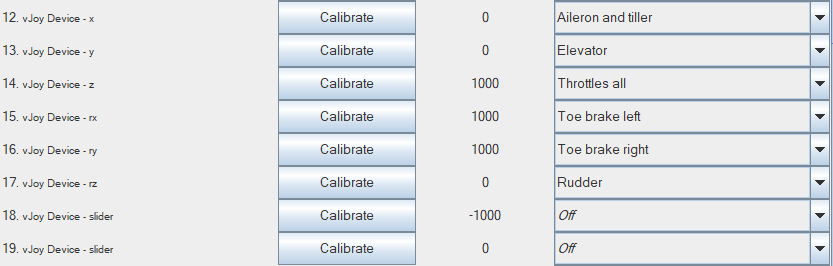 12. vJoy Device - x Calibrate 0 Aileron and tiller
13. vJoy Device - y Calibrate 0 Elevator
14. vJoy Device - z Calibrate 1000 Throttles all
15. vJoy Device - rx Calibrate 1000 Toe brake left
16. vJoy Device - ry Calibrate 1000 Toe brake right
17. vJoy Device - rz Calibrate 0 Rudder
18. vJoy Device - slider Calibrate -1000 Off
19. vJoy Device - slider Calibrate 0 Off